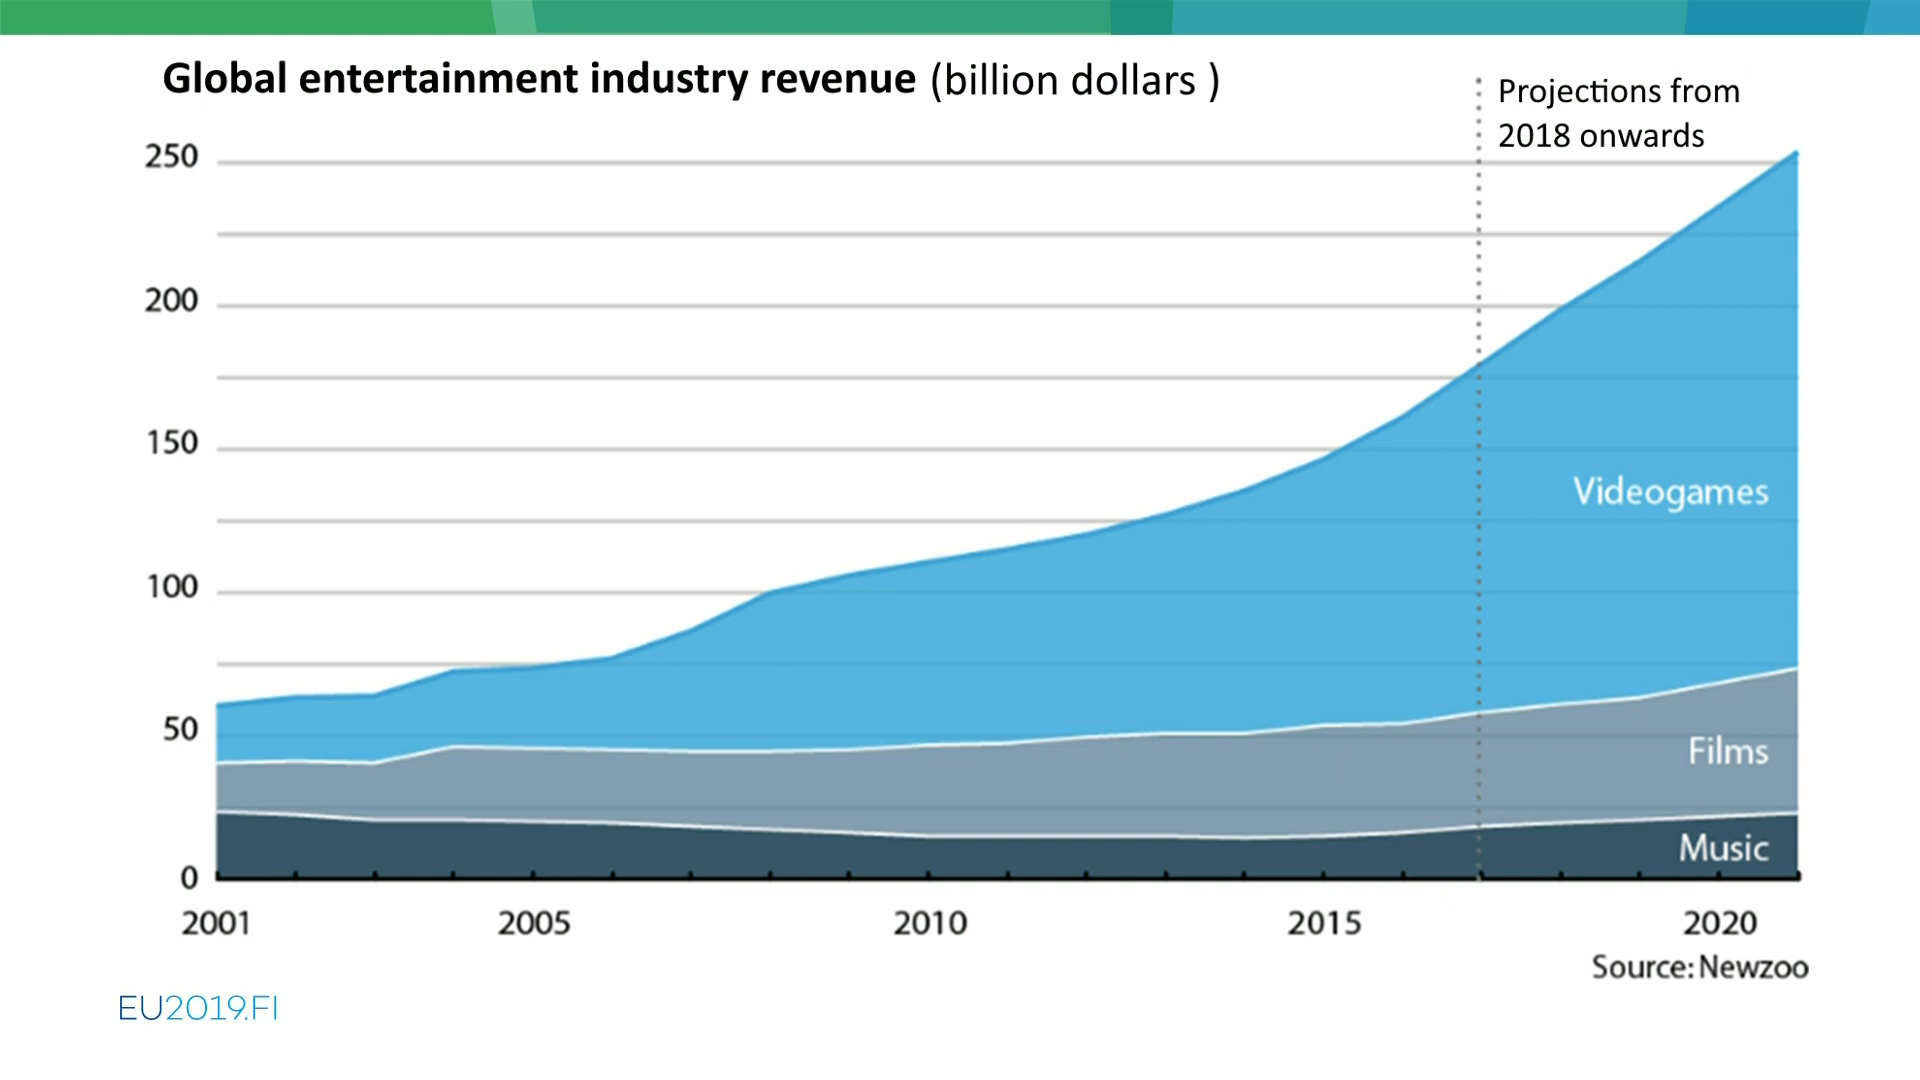 Global entertainment industry revenue (billion dollars )
Projections from
2018 onwards
250
200
150
100
50
0
Videogames
Films
Music
2001 2005 2010 2015 2020
Source: Newzoo
EU2019.FI